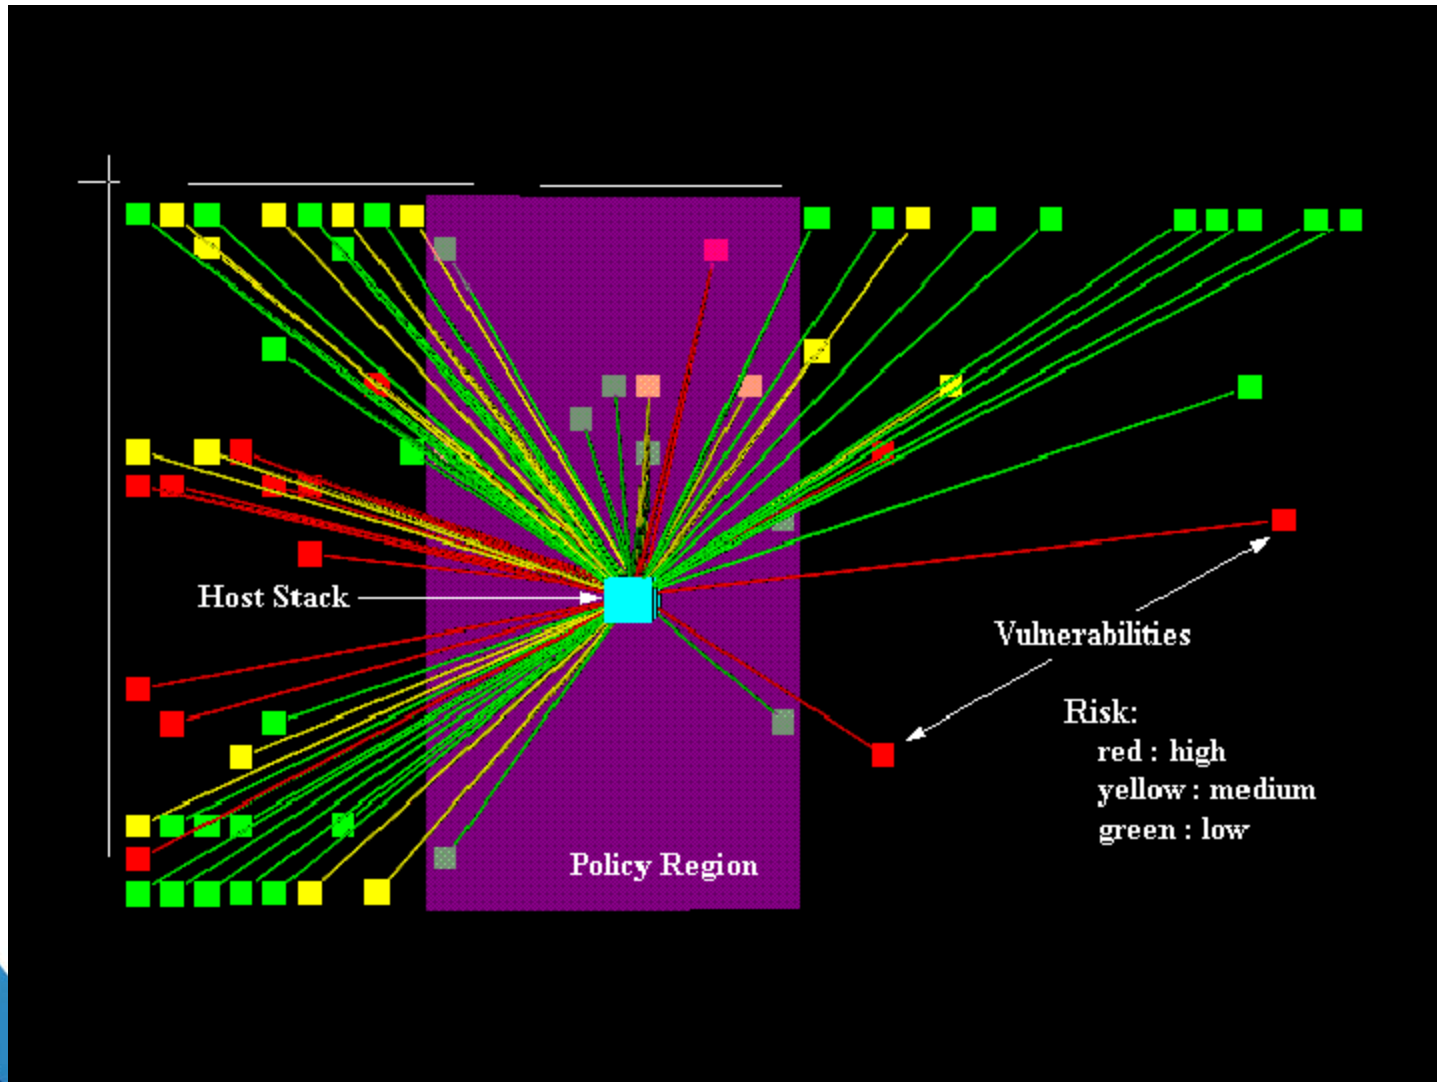 Host Stack
Vulnerabilities
Risk:
red : high
yellow : medium
green : low
Policy Region